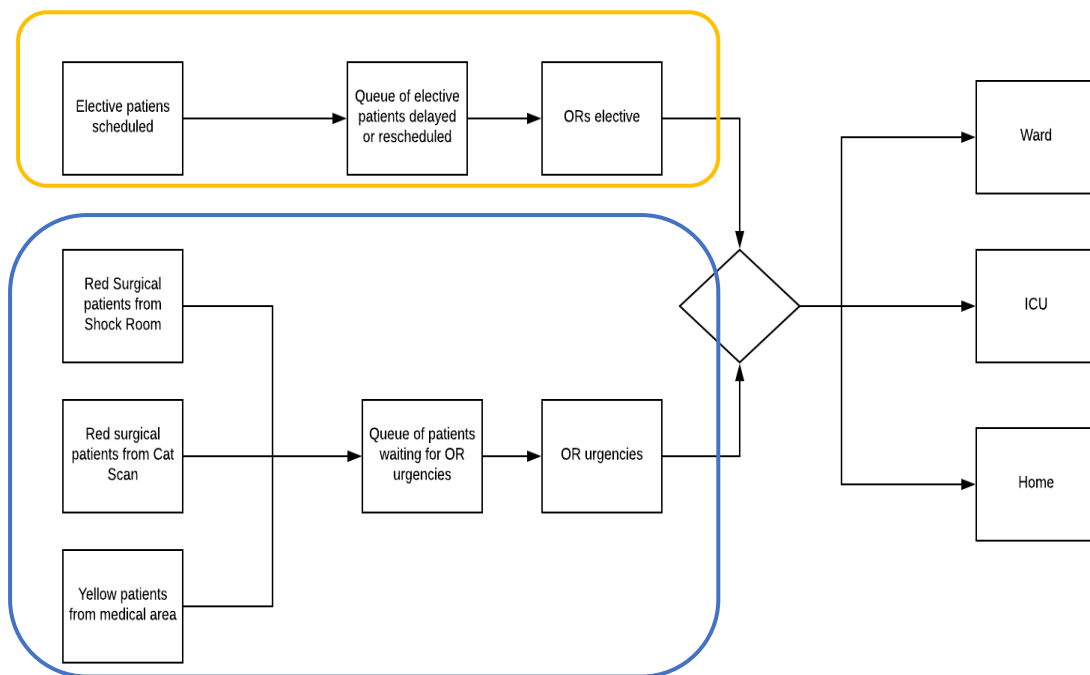 Elective patiens
scheduled
Queue of elective
patients delayed
or rescheduled
ORs elective
Ward
Red Surgical
patients from
Shock Room
ICU
Red surgical
patients from Cat
Scan
Queue of patients
waiting for OR
urgencies
OR urgencies
Home
Yellow patients
from medical area